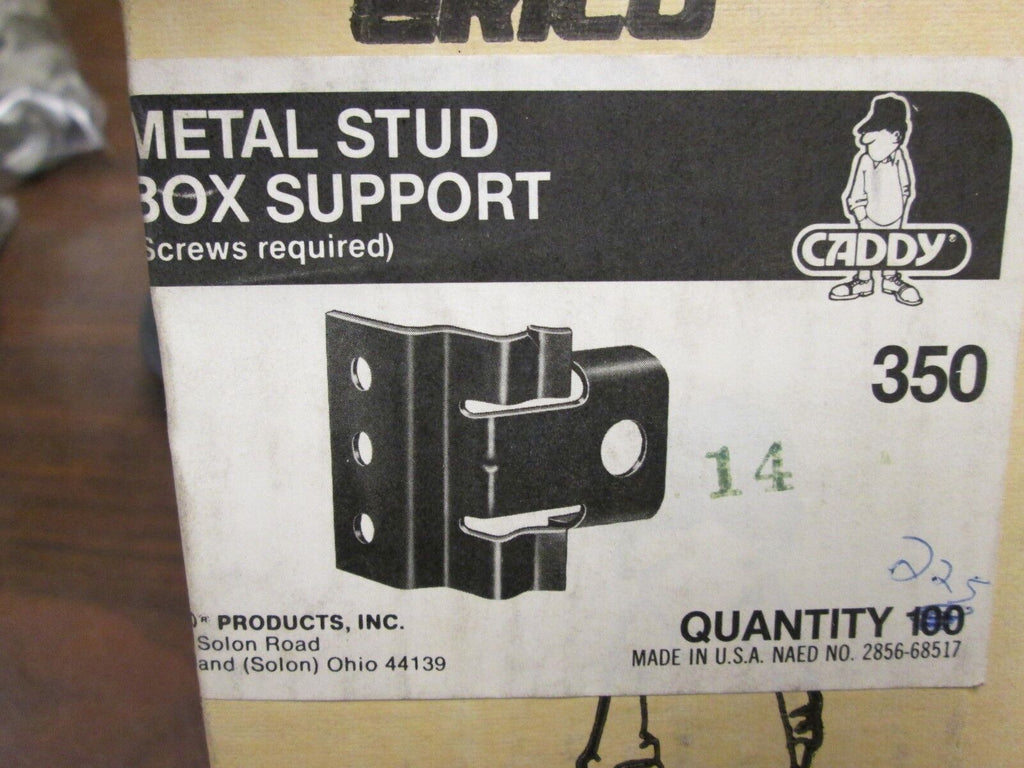 ERICO
METAL STUD
BOX SUPPORT
(Screws required)
CADDY®
350
14
225
® PRODUCTS, INC.
Solon Road
and (Solon) Ohio 44139
QUANTITY 100
MADE IN U.S.A. NAED NO. 2856-68517